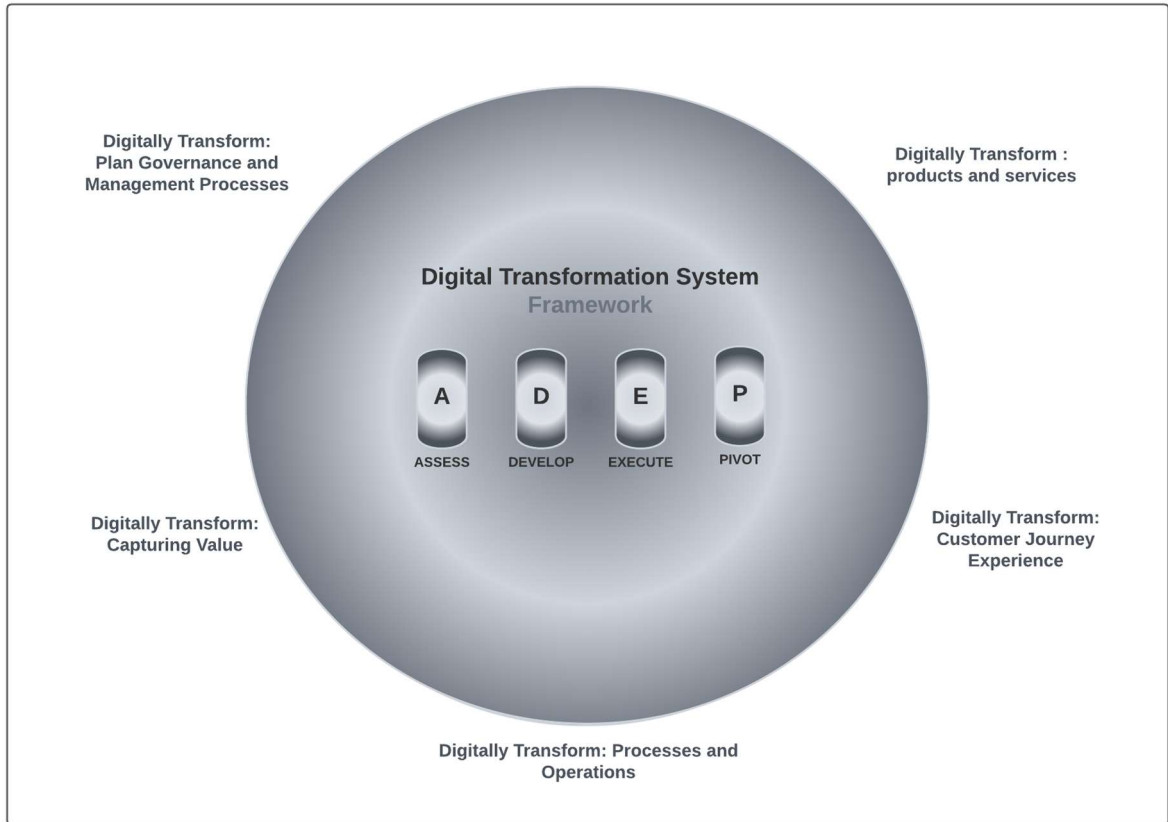 Digitally Transform:
Plan Governance and
Management Processes
Digitally Transform :
products and services
Digital Transformation System
Framework
A D E P
ASSESS DEVELOP EXECUTE PIVOT
Digitally Transform:
Capturing Value
Digitally Transform:
Customer Journey
Experience
Digitally Transform: Processes and
Operations